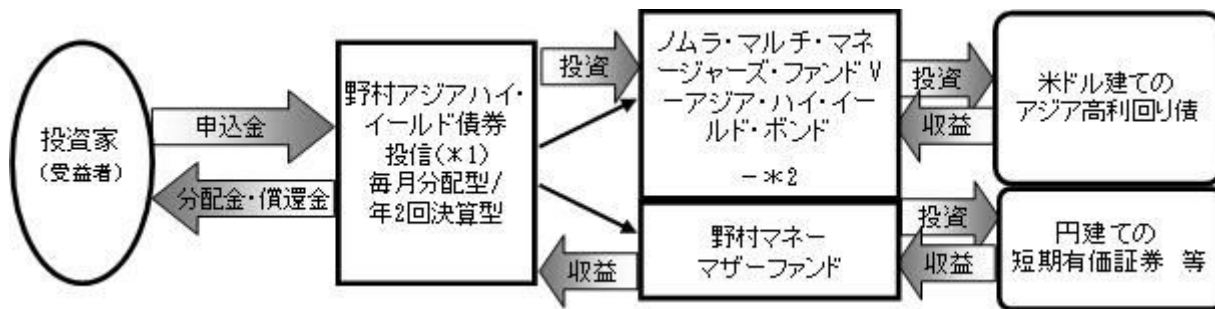 投資家
(受益者)
申込金
分配金・償還金
野村アジアハイ・
イールド債券
投信(*1)
毎月分配型/
年2回決算型
投資
収益
ノムラ・マルチ・マネ
ージャーズ・ファンドⅤ
-アジア・ハイ・イー
ルド・ボンド
-*2
野村マネー
マザーファンド
投資
収益
投資
収益
米ドル建ての
アジア高利回り債
円建ての
短期有価証券 等